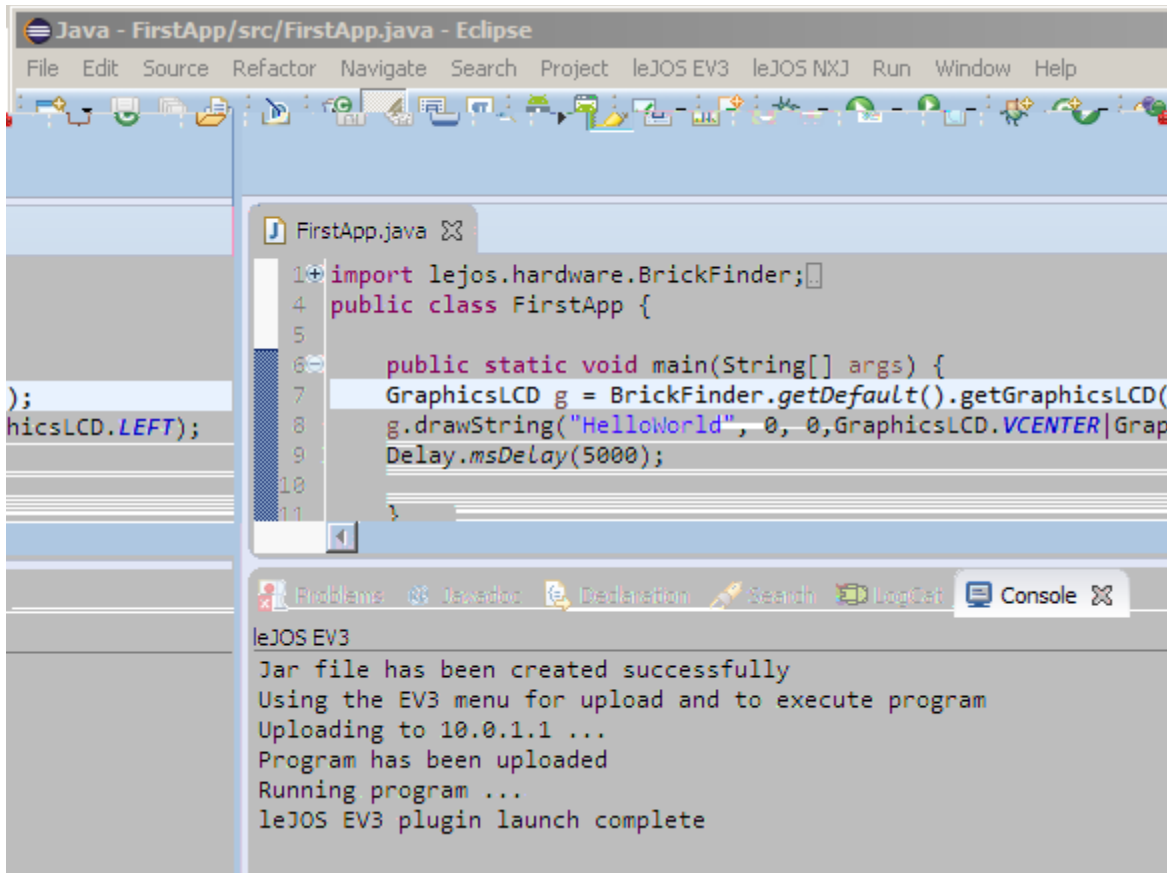 Java - FirstApp/src/FirstApp.java - Eclipse
File Edit Source Refactor Navigate Search Project leJOS EV3 leJOS NXJ Run Window Help
FirstApp.java
1 import lejos.hardware.BrickFinder;
4 public class FirstApp {
5
6 public static void main(String[] args) {
7 GraphicsLCD g = BrickFinder.getDefault().getGraphicsLCD(
8 g.drawString("HelloWorld", 0, 0,GraphicsLCD.VCENTER|Grap
9 Delay.msDelay(5000);
10
11 }
);
hicsLCD.LEFT);
Problems Javadoc Declaration Search LogCat Console
leJOS EV3
Jar file has been created successfully
Using the EV3 menu for upload and to execute program
Uploading to 10.0.1.1 ...
Program has been uploaded
Running program ...
leJOS EV3 plugin launch complete